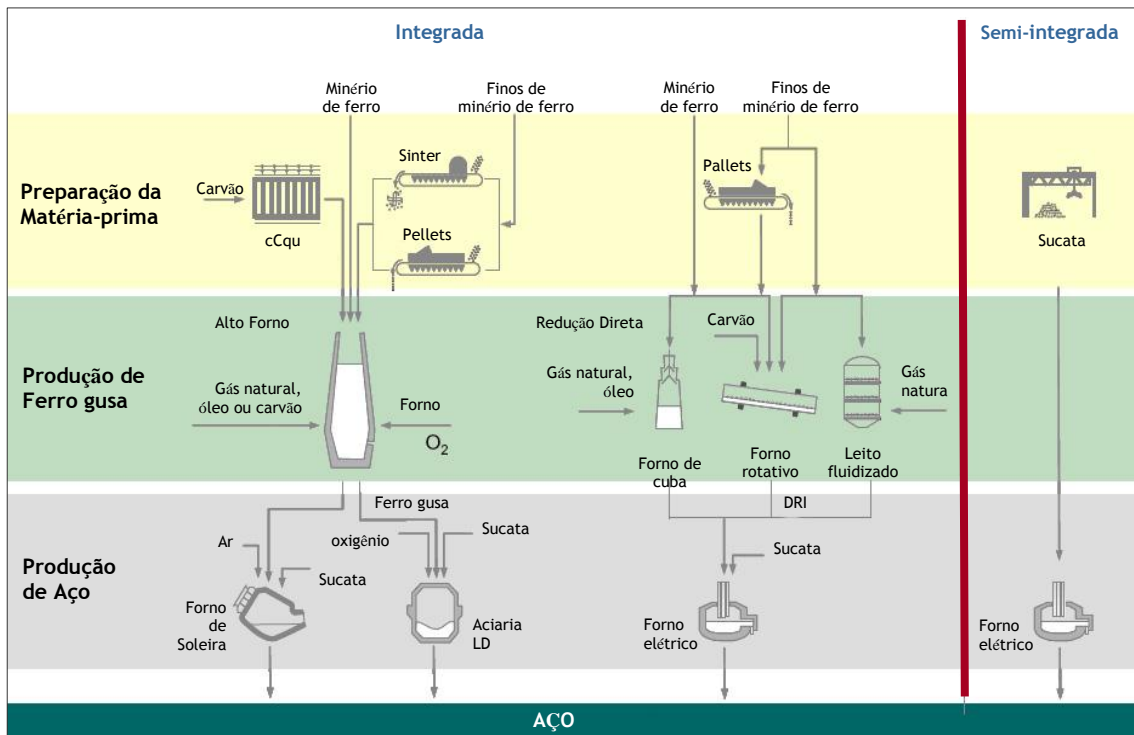 Integrada
Semi-integrada
Minério
de ferro
Finos de
minério de ferro
Minério
de ferro
Finos de
minério de ferro
Preparação da
Matéria-prima
Carvão
cCqu
Sinter
Pellets
Pallets
Sucata
Produção de
Ferro gusa
Alto Forno
Gás natural,
óleo ou carvão
Forno
O₂
Redução Direta
Carvão
Gás natural,
óleo
Gás
natura
Forno de
cuba
Forno
rotativo
Leito
fluidizado
DRI
Produção
de Aço
Ferro gusa
Ar
oxigênio
Sucata
Sucata
Sucata
Forno
de
Soleira
Aciaria
LD
Forno
elétrico
Forno
elétrico
AÇO